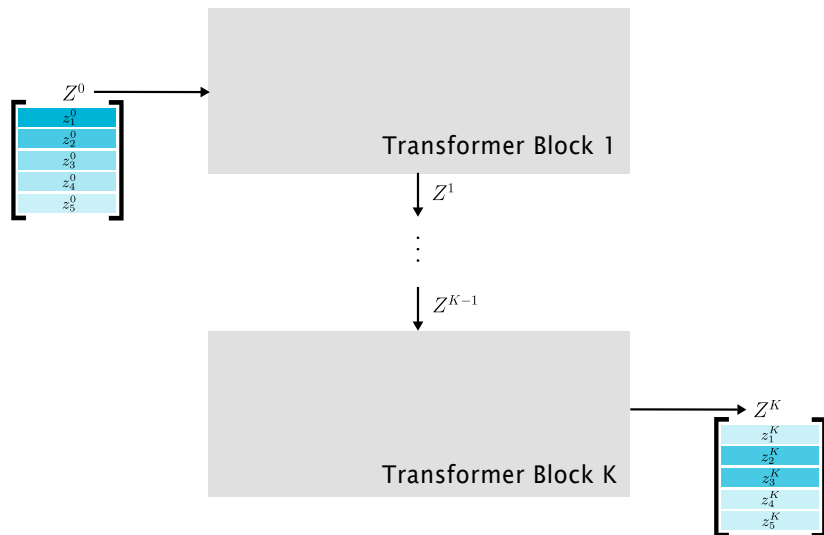 Z^0
z_1^0
z_2^0
z_3^0
z_4^0
z_5^0
Transformer Block 1
Z^1
⋮
Z^{K-1}
Transformer Block K
Z^K
z_1^K
z_2^K
z_3^K
z_4^K
z_5^K